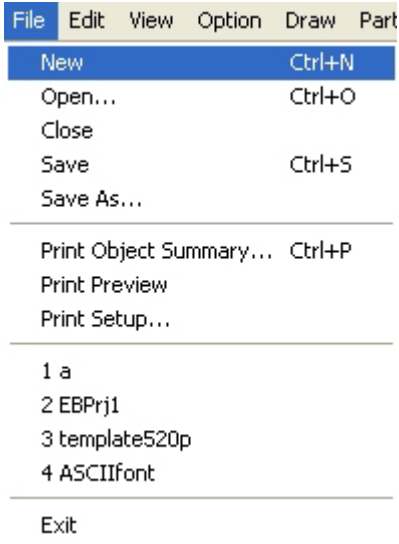 File Edit View Option Draw Part
New Ctrl+N
Open... Ctrl+O
Close
Save Ctrl+S
Save As...
Print Object Summary... Ctrl+P
Print Preview
Print Setup...
1 a
2 EBPrj1
3 template520p
4 ASCIIfont
Exit